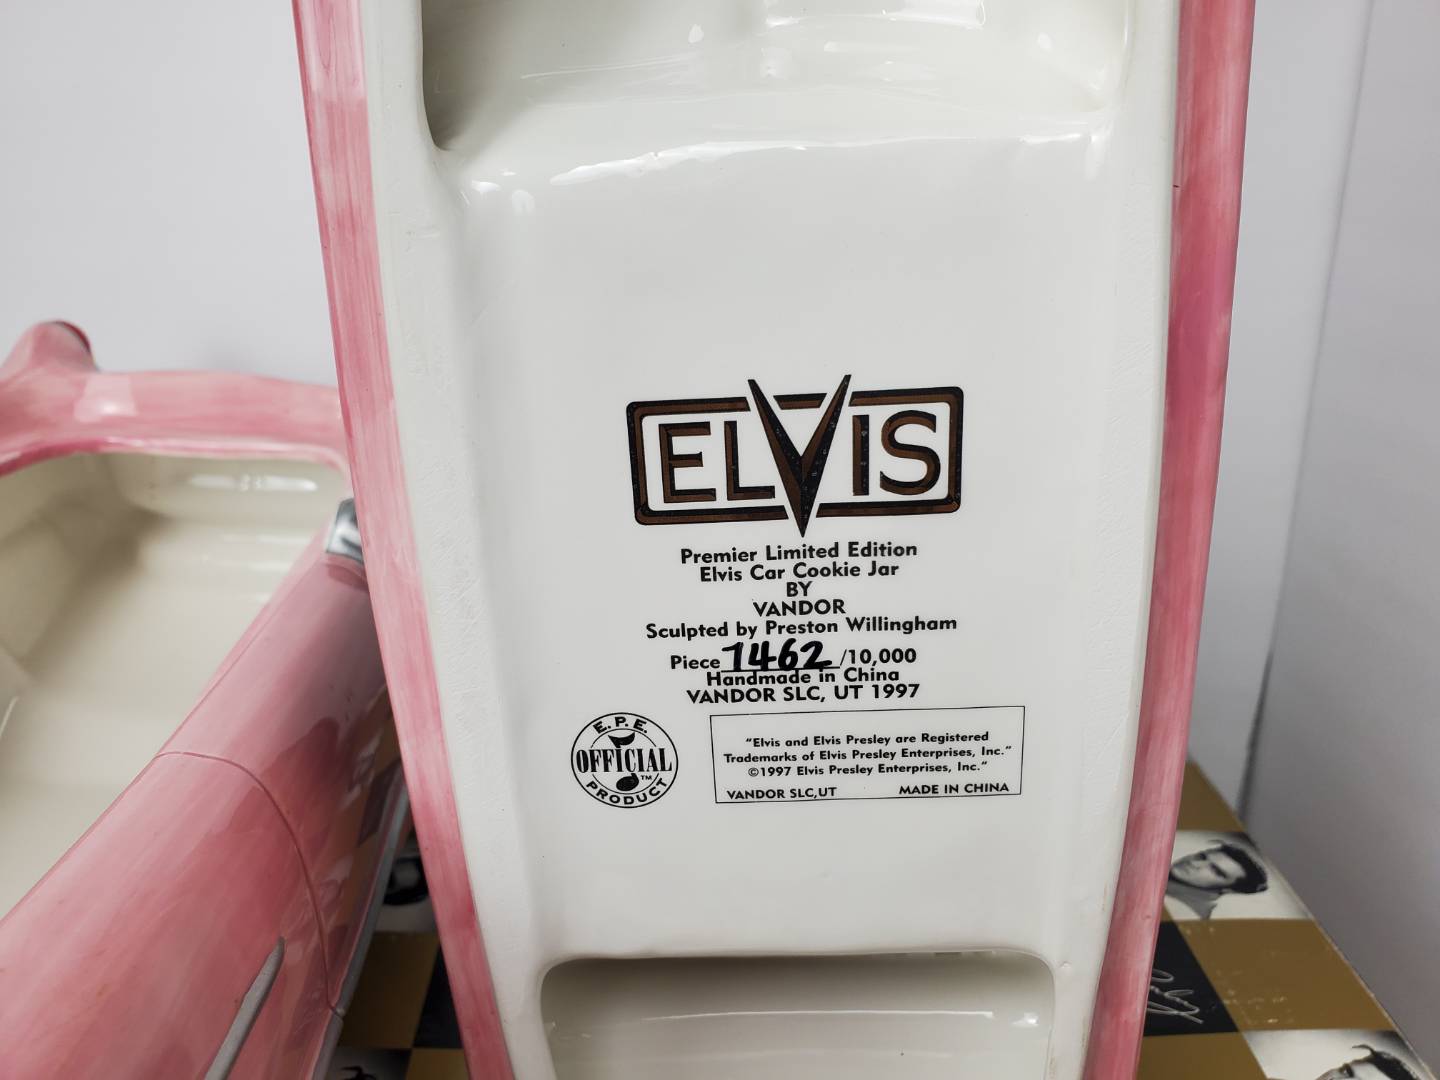 ELVIS
Premier Limited Edition
Elvis Car Cookie Jar
BY
VANDOR
Sculpted by Preston Willingham
Piece 7462 /10,000
Handmade in China
VANDOR SLC, UT 1997
E.P.E.
OFFICIAL
TM
PRODUCT
"Elvis and Elvis Presley are Registered
Trademarks of Elvis Presley Enterprises, Inc."
©1997 Elvis Presley Enterprises, Inc."
VANDOR SLC,UT MADE IN CHINA